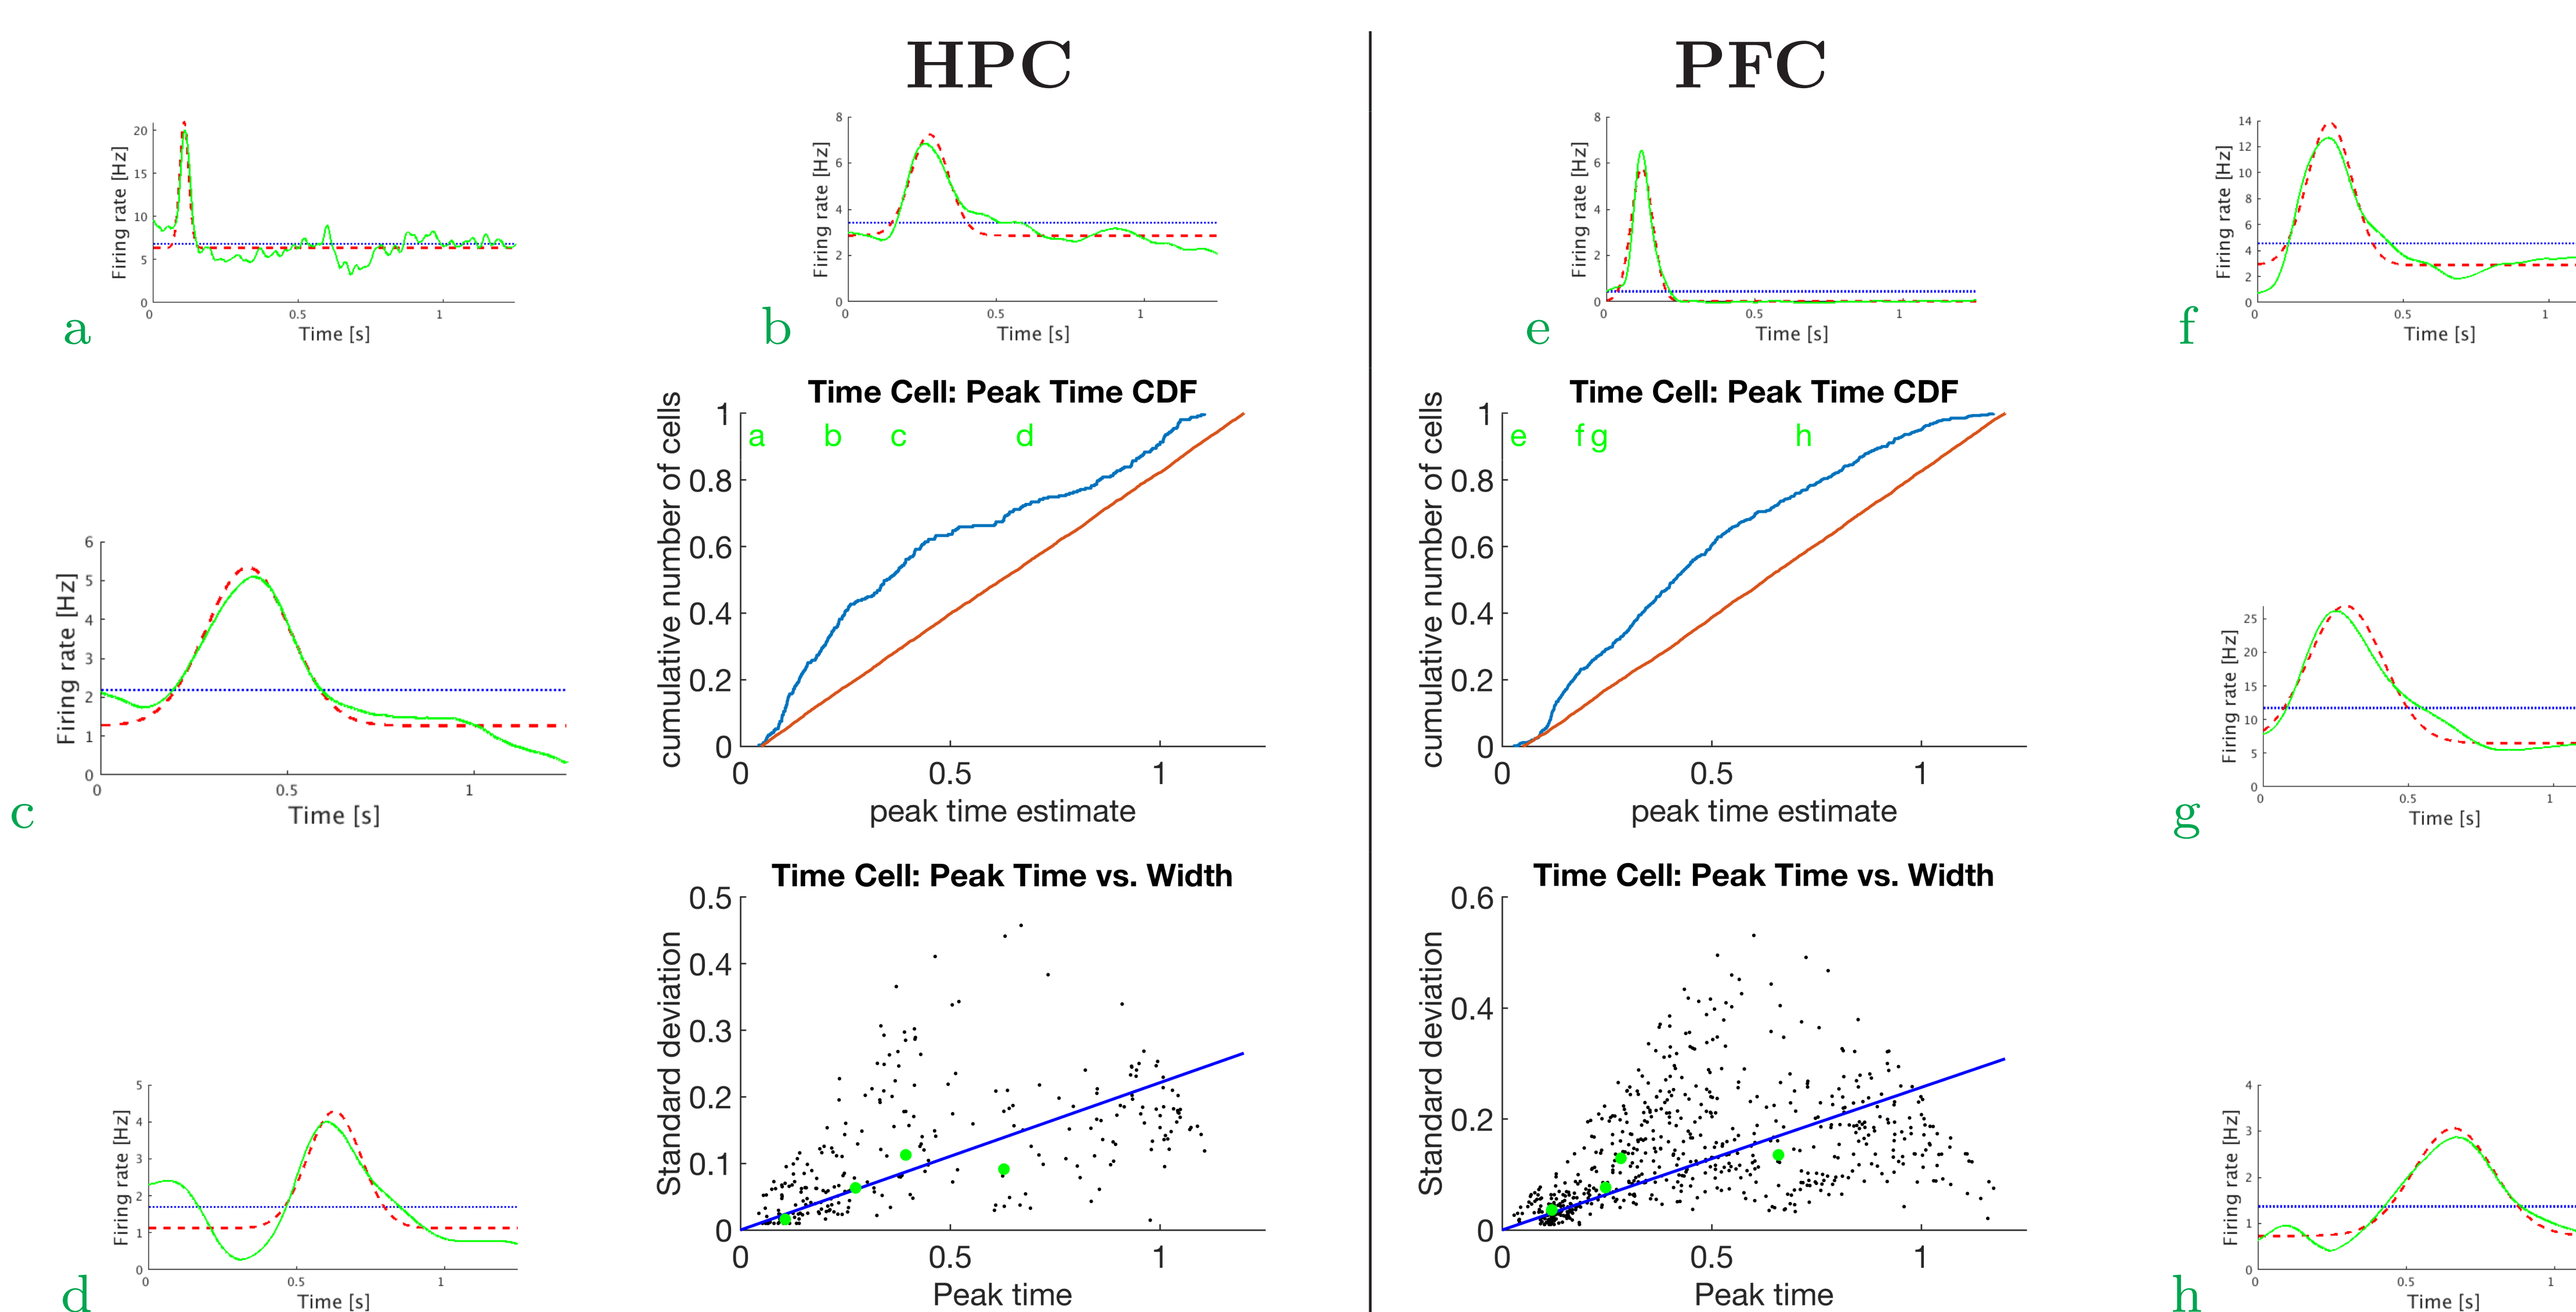 HPC
PFC
Firing rate [Hz]
20
15
10
5
0
0 0.5 1
Time [s]
a
Firing rate [Hz]
8
6
4
2
0
0 0.5 1
Time [s]
b
Firing rate [Hz]
8
6
4
2
0
0 0.5 1
Time [s]
e
Firing rate [Hz]
14
12
10
8
6
4
2
0
0 0.5 1
Time [s]
f
Firing rate [Hz]
6
5
4
3
2
1
0
0 0.5 1
Time [s]
c
Time Cell: Peak Time CDF
cumulative number of cells
1
0.8
0.6
0.4
0.2
0
a b c d
0 0.5 1
peak time estimate
Time Cell: Peak Time CDF
cumulative number of cells
1
0.8
0.6
0.4
0.2
0
e f g h
0 0.5 1
peak time estimate
Firing rate [Hz]
25
20
15
10
5
0
0 0.5 1
Time [s]
g
Firing rate [Hz]
5
4
3
2
1
0
0 0.5 1
Time [s]
d
Time Cell: Peak Time vs. Width
Standard deviation
0.5
0.4
0.3
0.2
0.1
0
0 0.5 1
Peak time
Time Cell: Peak Time vs. Width
Standard deviation
0.6
0.4
0.2
0
0 0.5 1
Peak time
Firing rate [Hz]
4
3
2
1
0
0 0.5 1
Time [s]
h